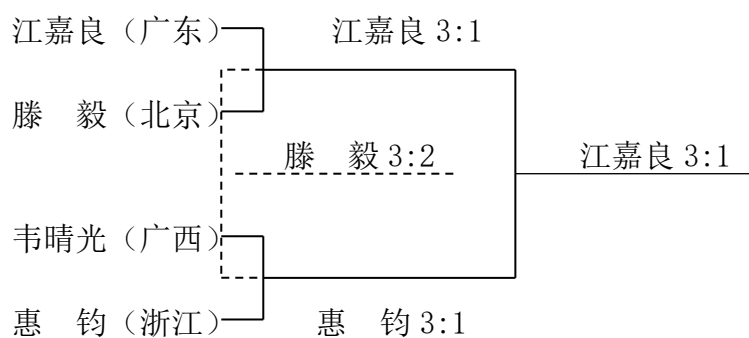 江嘉良（广东） 江嘉良 3:1
滕　毅（北京）
滕　毅 3:2 江嘉良 3:1
韦晴光（广西）
惠　钧（浙江） 惠　钧 3:1